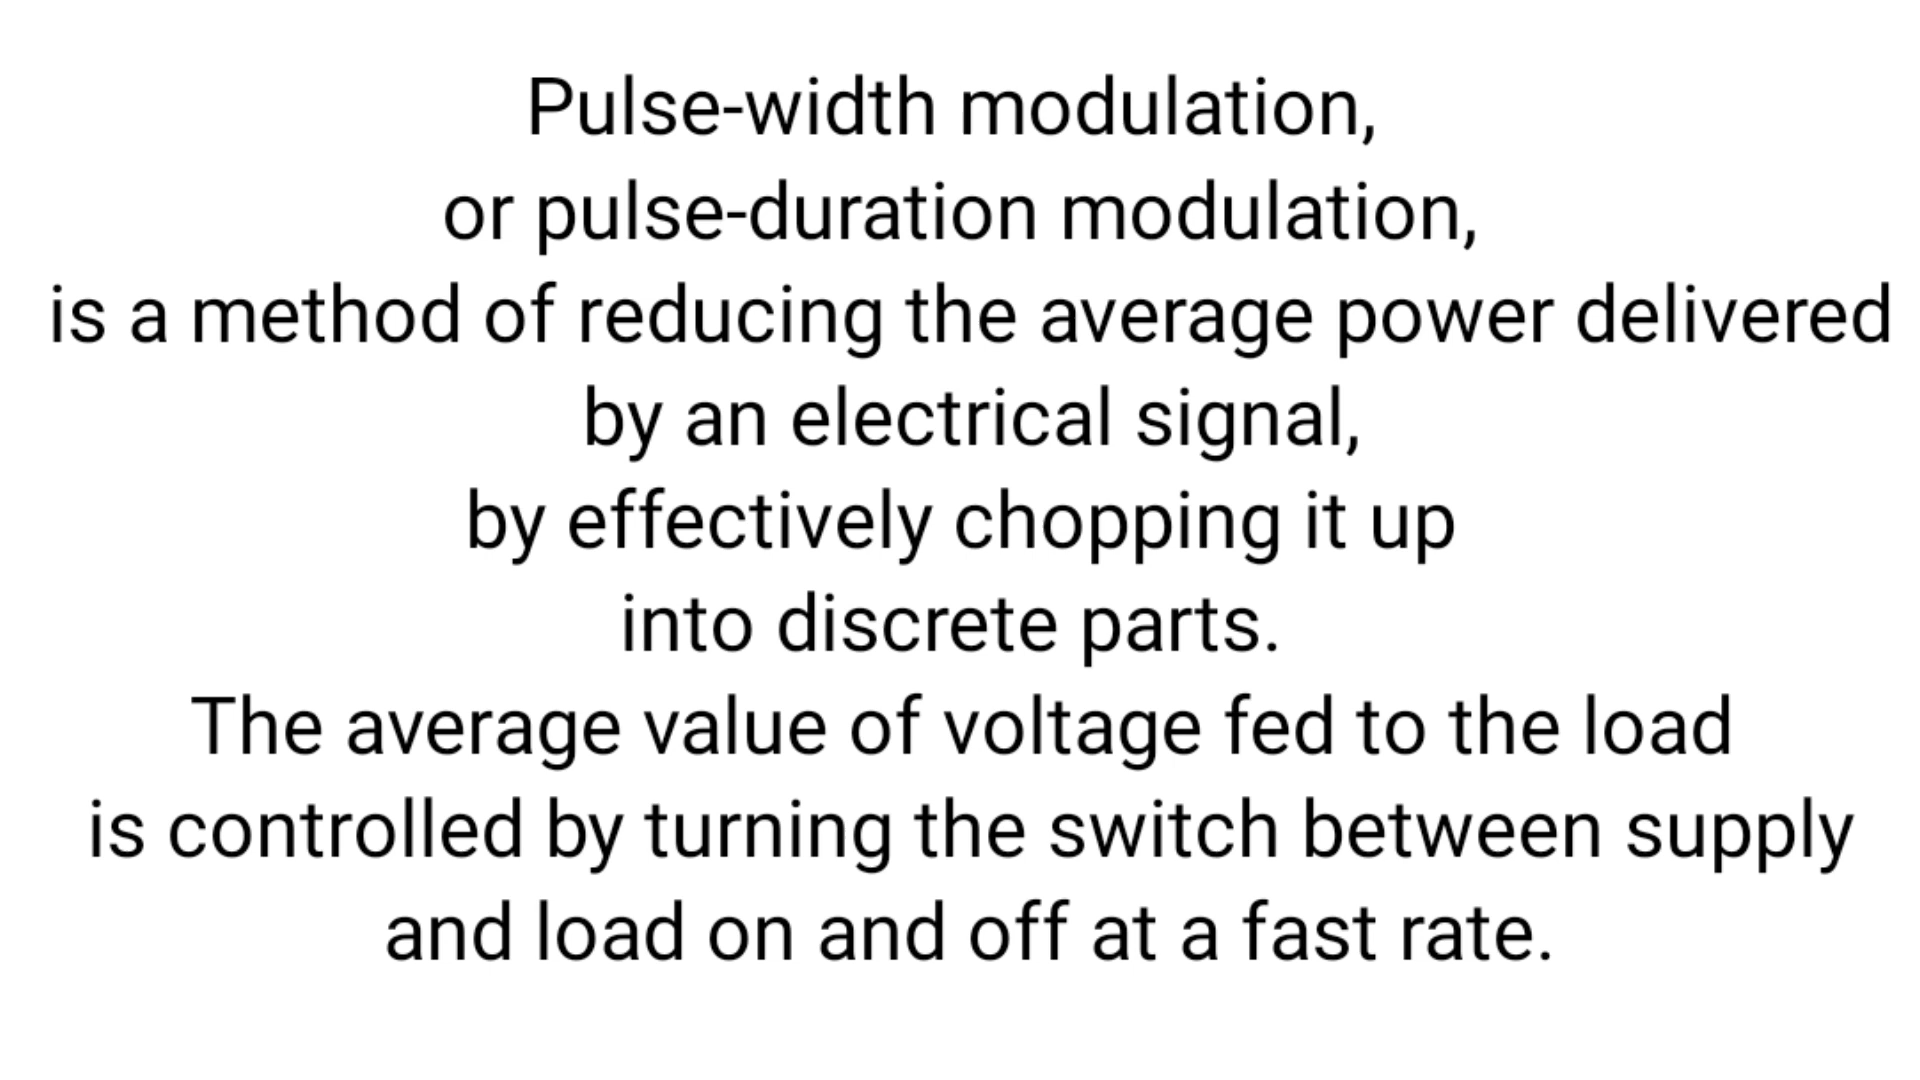 Pulse-width modulation,
or pulse-duration modulation,
is a method of reducing the average power delivered
by an electrical signal,
by effectively chopping it up
into discrete parts.
The average value of voltage fed to the load
is controlled by turning the switch between supply
and load on and off at a fast rate.